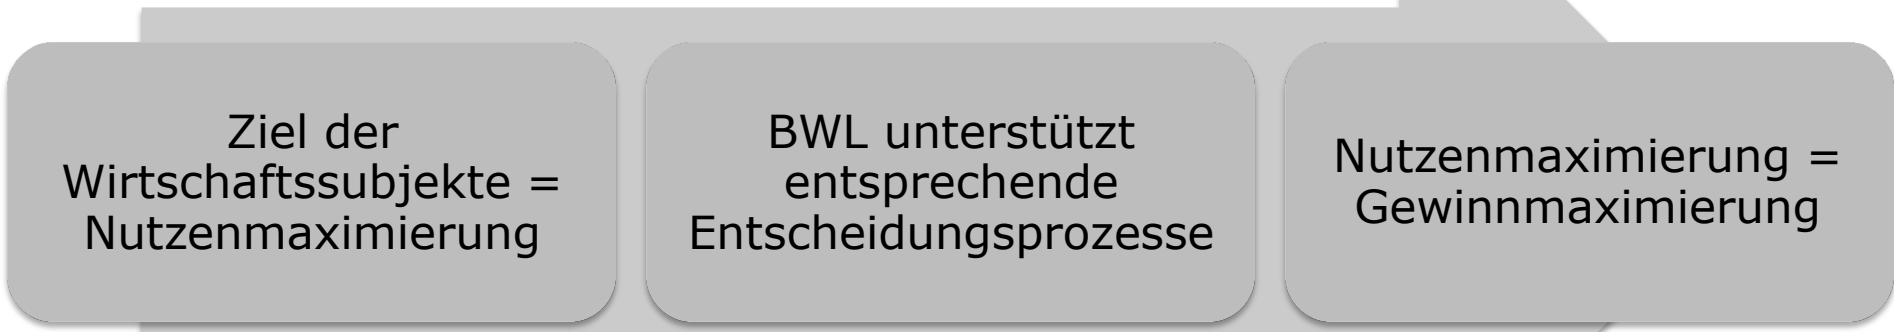 Ziel der
Wirtschaftssubjekte =
Nutzenmaximierung
BWL unterstützt
entsprechende
Entscheidungsprozesse
Nutzenmaximierung =
Gewinnmaximierung